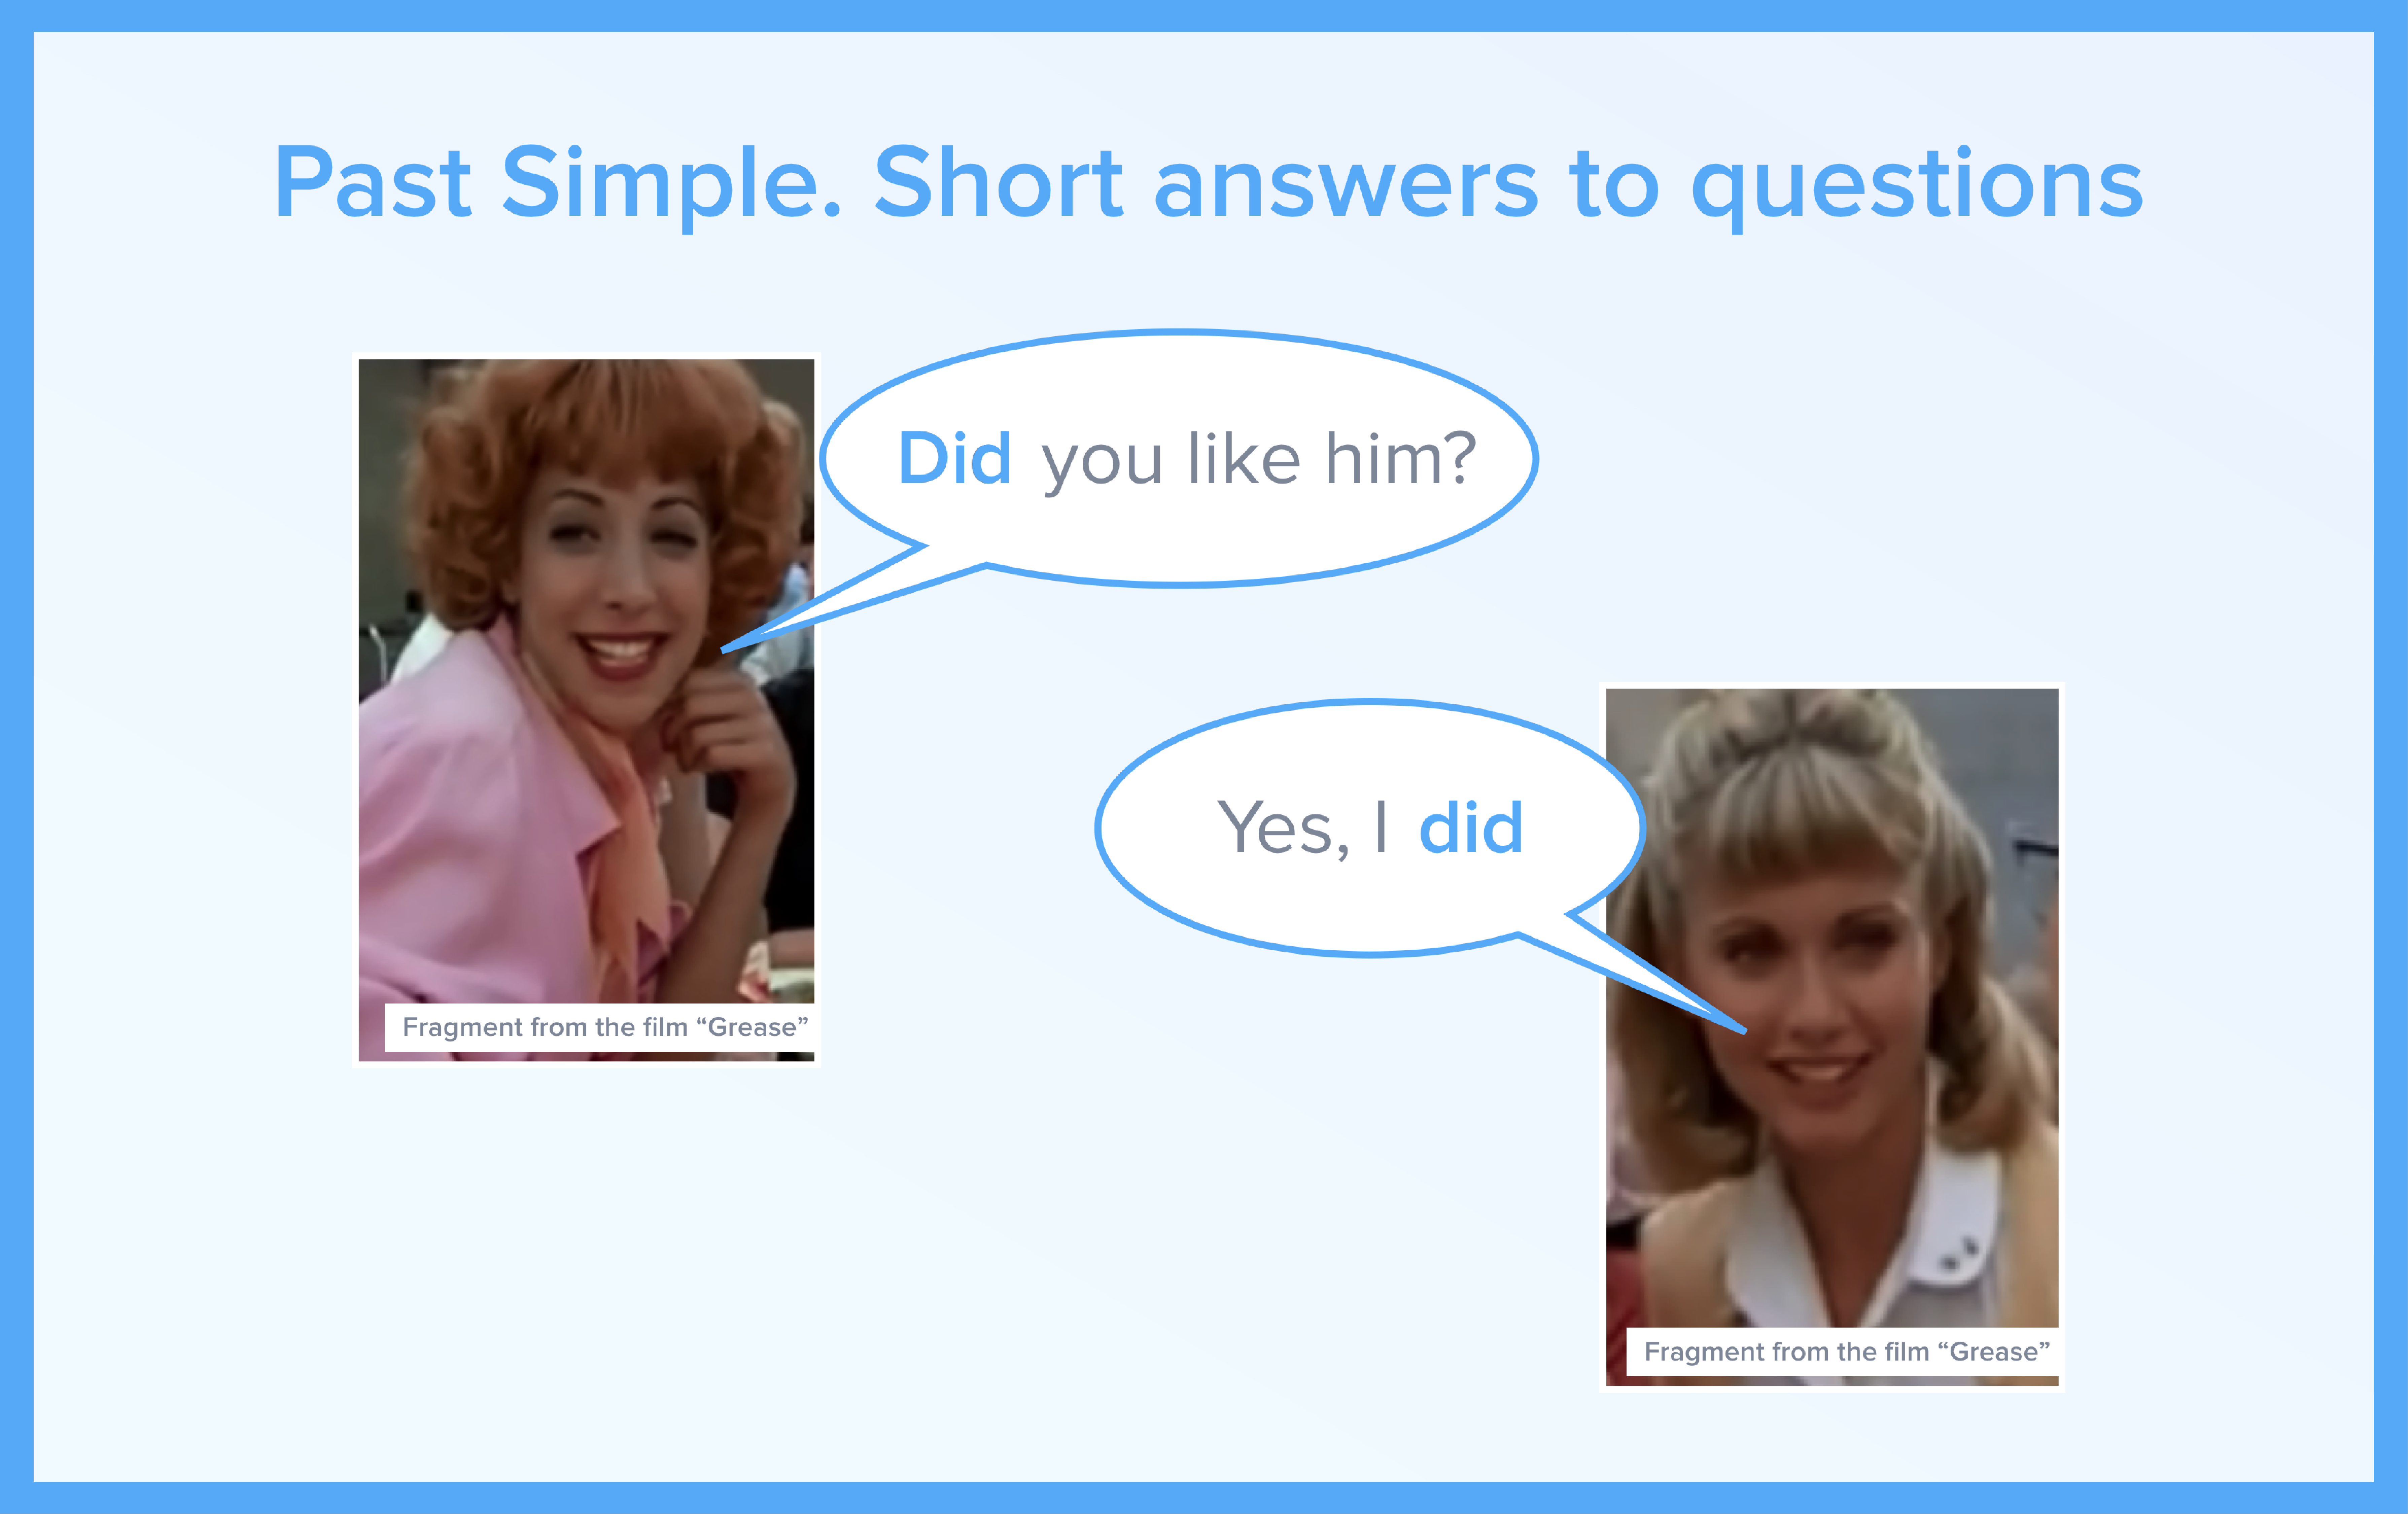 Past Simple. Short answers to questions
Did you like him?
Yes, I did
Fragment from the film “Grease”
Fragment from the film “Grease”